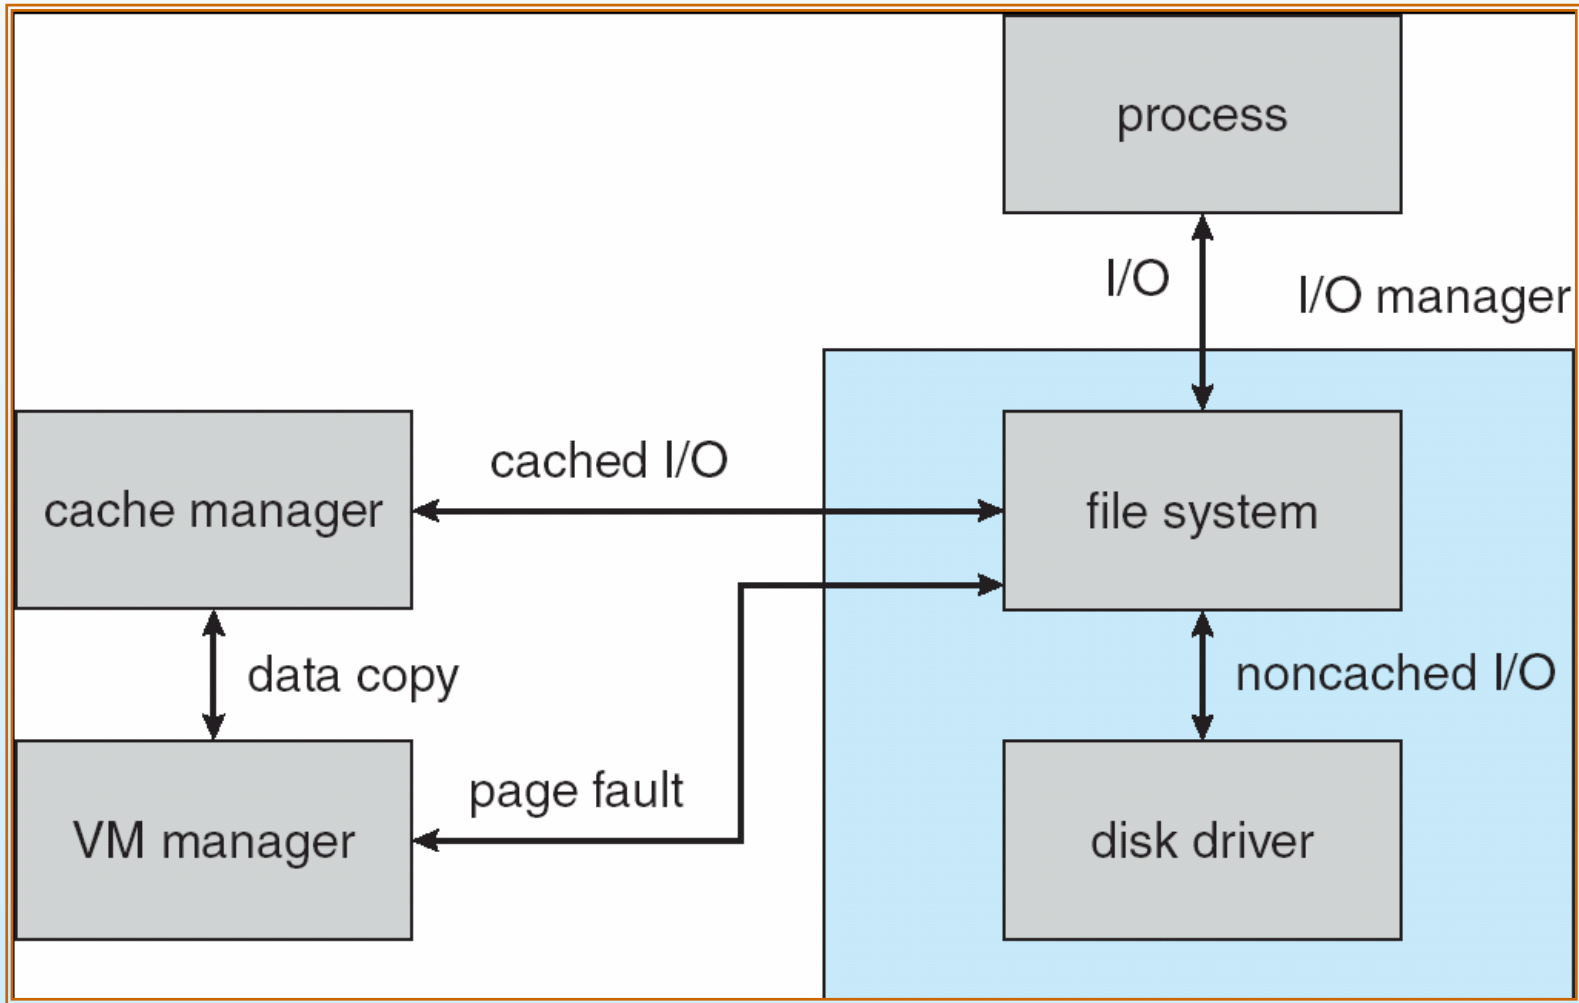 process
I/O
I/O manager
cached I/O
cache manager
file system
data copy
noncached I/O
page fault
VM manager
disk driver